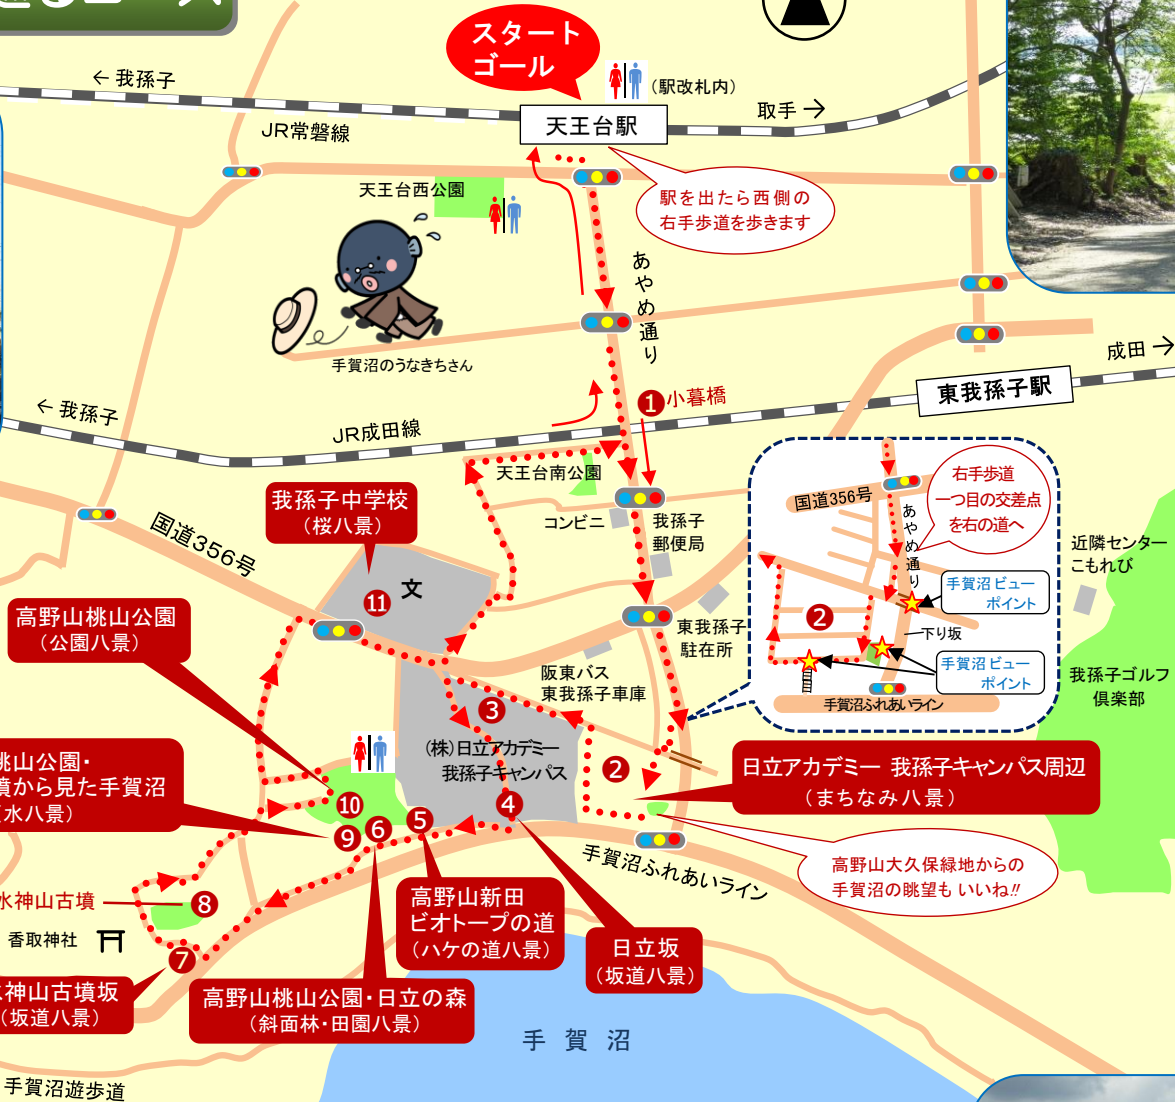 スタート
ゴール
(駅改札内)
← 我孫子
JR常磐線
天王台駅
取手 →
天王台西公園
駅を出たら西側の
右手歩道を歩きます
あやめ通り
手賀沼のうなきちさん
成田 →
東我孫子駅
← 我孫子
JR成田線
❶ 小暮橋
天王台南公園
コンビニ
我孫子
郵便局
我孫子中学校
(桜八景)
国道356号
文
⓫
国道356号
右手歩道
一つ目の交差点
を右の道へ
あやめ通り
手賀沼ビュー
ポイント
❷
下り坂
手賀沼ビュー
ポイント
手賀沼ふれあいライン
近隣センター
こもれび
我孫子ゴルフ
倶楽部
高野山桃山公園
(公園八景)
東我孫子
駐在所
阪東バス
東我孫子車庫
❸
(株)日立アカデミー
我孫子キャンパス
❷
日立アカデミー 我孫子キャンパス周辺
(まちなみ八景)
桃山公園・
墳から見た手賀沼
水八景)
❿
❾
❻
❺
❹
手賀沼ふれあいライン
高野山大久保緑地からの
手賀沼の眺望も いいね!!
水神山古墳
❽
香取神社
❼
神山古墳坂
(坂道八景)
高野山新田
ビオトープの道
(ハケの道八景)
日立坂
(坂道八景)
高野山桃山公園・日立の森
(斜面林・田園八景)
手賀沼
手賀沼遊歩道